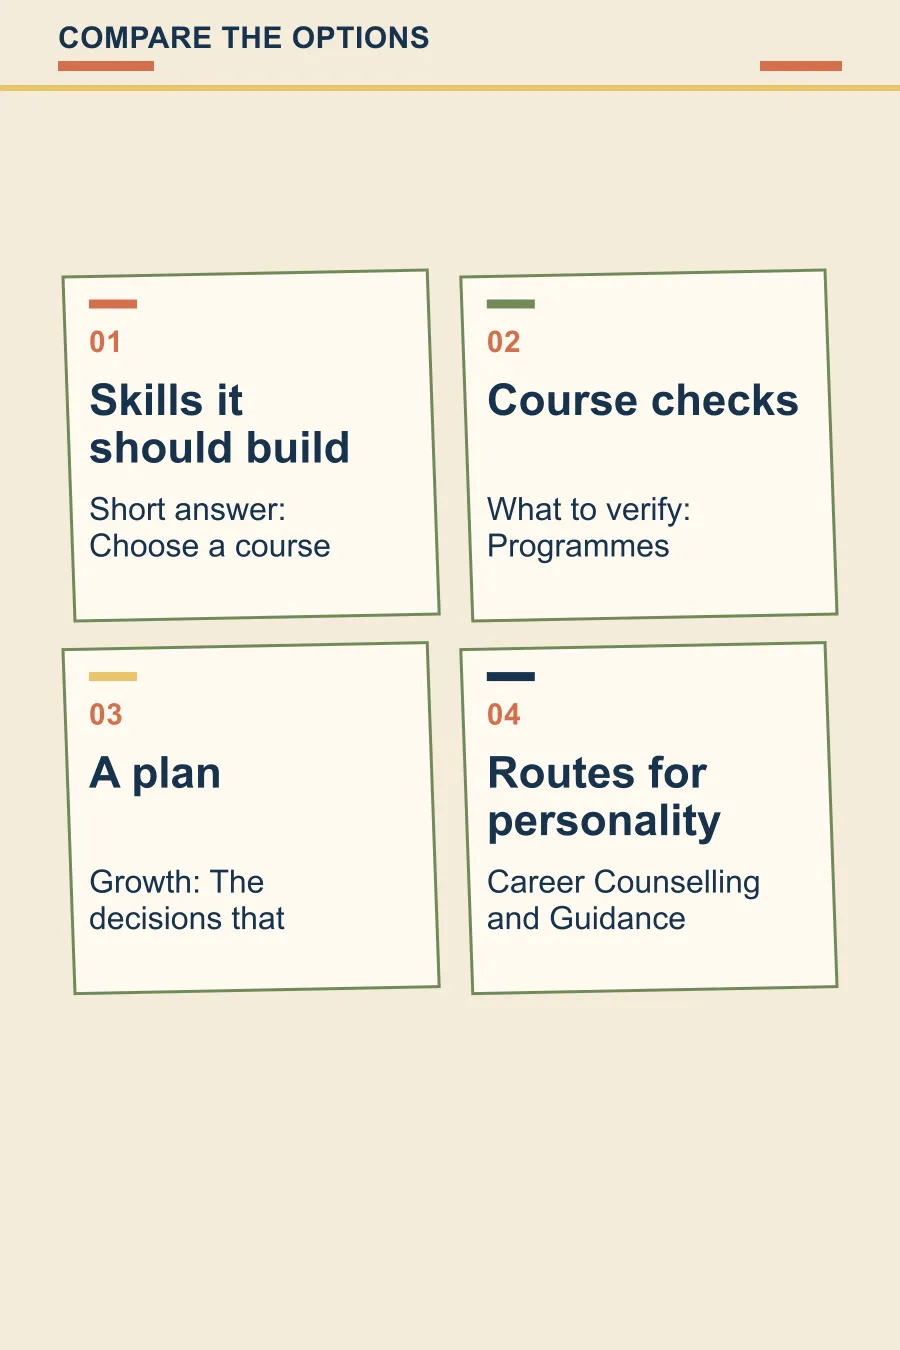 COMPARE THE OPTIONS
01
Skills it
should build
Short answer:
Choose a course
02
Course checks
What to verify:
Programmes
03
A plan
Growth: The
decisions that
04
Routes for
personality
Career Counselling
and Guidance